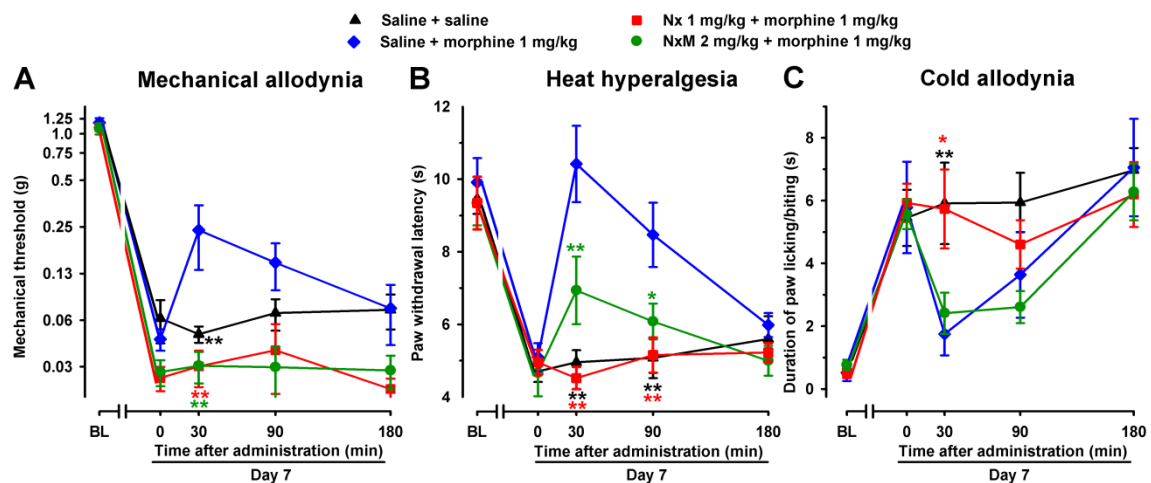 Saline + saline
Nx 1 mg/kg + morphine 1 mg/kg
Saline + morphine 1 mg/kg
NxM 2 mg/kg + morphine 1 mg/kg
A
Mechanical allodynia
B
Heat hyperalgesia
C
Cold allodynia
Mechanical threshold (g)
1.25
1.0
0.75
0.5
0.25
0.13
0.06
0.03
**
**
**
BL
0
30
90
180
Time after administration (min)
Day 7
Paw withdrawal latency (s)
12
10
8
6
4
**
*
**
**
**
**
BL
0
30
90
180
Time after administration (min)
Day 7
Duration of paw licking/biting (s)
8
6
4
2
0
*
**
BL
0
30
90
180
Time after administration (min)
Day 7